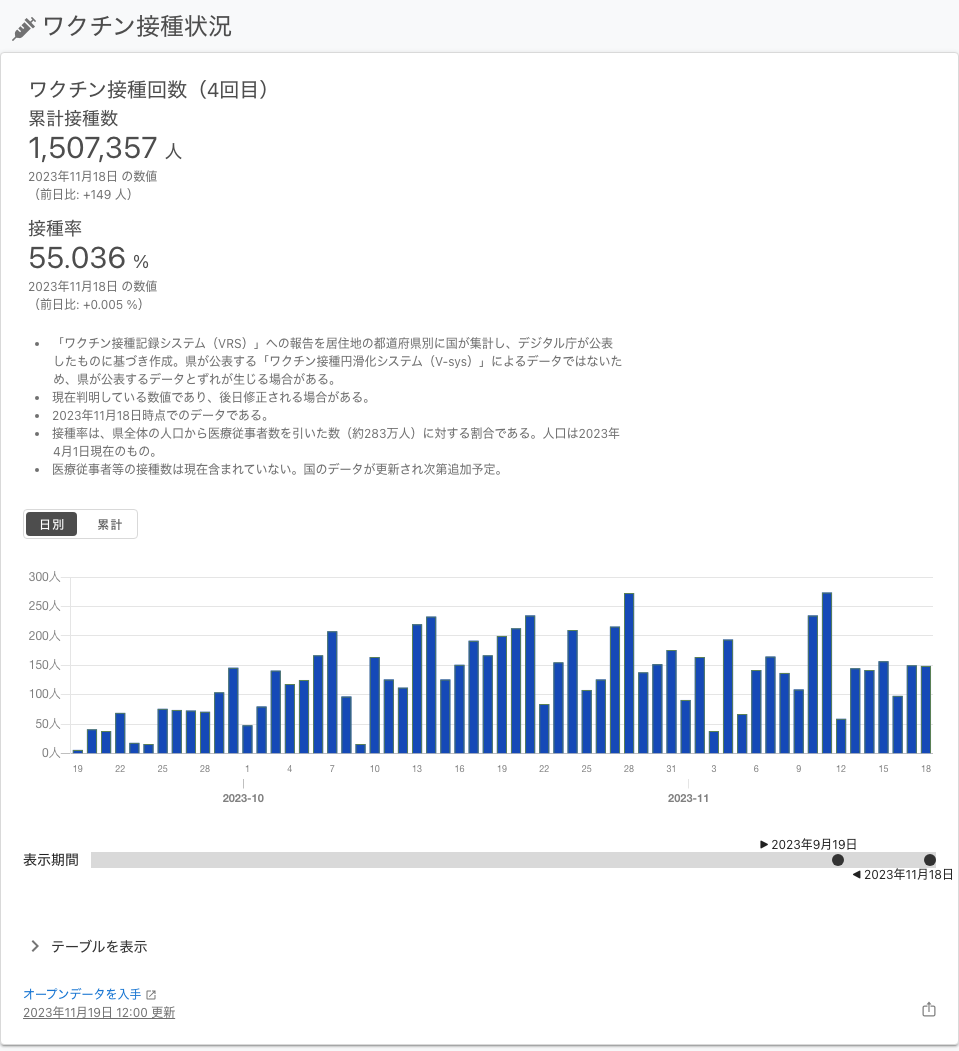 ワクチン接種状況
ワクチン接種回数（4回目）
累計接種数
1,507,357 人
2023年11月18日 の数値
（前日比: +149 人）
接種率
55.036 %
2023年11月18日 の数値
（前日比: +0.005 %）
• 「ワクチン接種記録システム（VRS）」への報告を居住地の都道府県別に国が集計し、デジタル庁が公表
したものに基づき作成。県が公表する「ワクチン接種円滑化システム（V-sys）」によるデータではないた
め、県が公表するデータとずれが生じる場合がある。
• 現在判明している数値であり、後日修正される場合がある。
• 2023年11月18日時点でのデータである。
• 接種率は、県全体の人口から医療従事者数を引いた数（約283万人）に対する割合である。人口は2023年
4月1日現在のもの。
• 医療従事者等の接種数は現在含まれていない。国のデータが更新され次第追加予定。
日別 累計
300人
250人
200人
150人
100人
50人
0人
19 22 25 28 1 4 7 10 13 16 19 22 25 28 31 3 6 9 12 15 18
2023-10 2023-11
▶ 2023年9月19日
表示期間
◀ 2023年11月18日
テーブルを表示
オープンデータを入手
2023年11月19日 12:00 更新